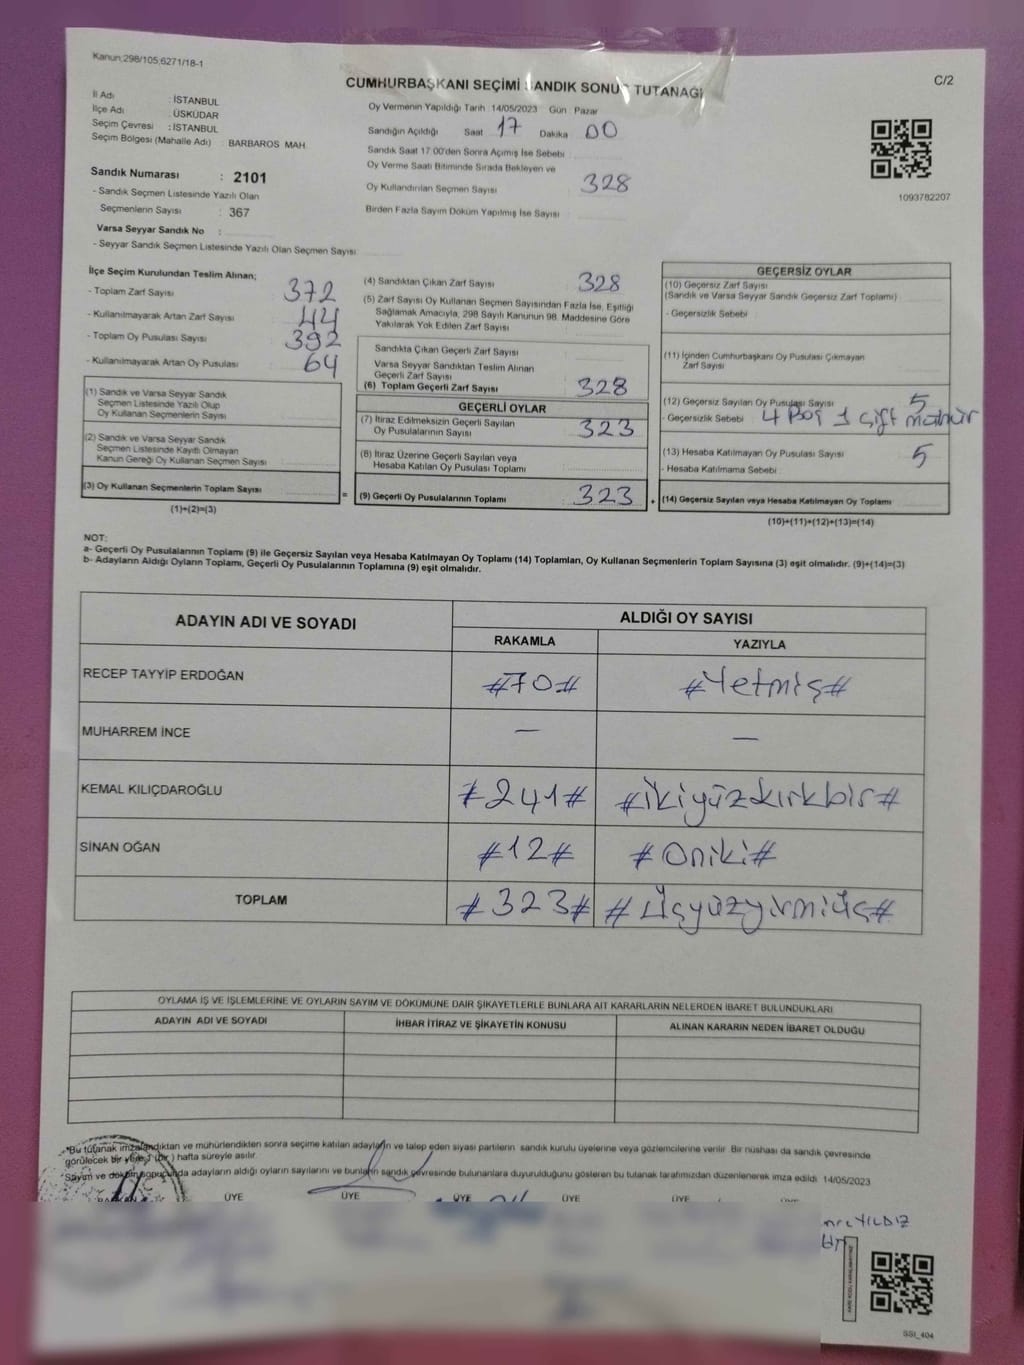 Kanun;298/105,6271/18-1
C/2
CUMHURBAŞKANI SEÇİMİ SANDIK SONUÇ TUTANAĞI
İl Adı : İSTANBUL
İlçe Adı : ÜSKÜDAR
Seçim Çevresi : İSTANBUL
Seçim Bölgesi (Mahalle Adı) : BARBAROS MAH.
Oy Vermenin Yapıldığı Tarih 14/05/2023 Gün : Pazar
Sandığın Açıldığı Saat 17 Dakika 00
Sandık Saat 17:00'den Sonra Açımış İse Sebebi :
Oy Verme Saati Bitiminde Sırada Bekleyen ve
Oy Kullandırılan Seçmen Sayısı 328
Birden Fazla Sayım Döküm Yapılmış İse Sayısı :
1093782207
Sandık Numarası : 2101
- Sandık Seçmen Listesinde Yazılı Olan
Seçmenlerin Sayısı : 367
Varsa Seyyar Sandık No :
- Seyyar Sandık Seçmen Listesinde Yazılı Olan Seçmen Sayısı
İlçe Seçim Kurulundan Teslim Alınan;
- Toplam Zarf Sayısı 372
- Kullanılmayarak Artan Zarf Sayısı 44
- Toplam Oy Pusulası Sayısı 392
- Kullanılmayarak Artan Oy Pusulası 64
(1) Sandık ve Varsa Seyyar Sandık
Seçmen Listesinde Yazılı Olup
Oy Kullanan Seçmenlerin Sayısı
(2) Sandık ve Varsa Seyyar Sandık
Seçmen Listesinde Kayıtlı Olmayan
Kanun Gereği Oy Kullanan Seçmen Sayısı
(3) Oy Kullanan Seçmenlerin Toplam Sayısı
(1)+(2)=(3)
(4) Sandıktan Çıkan Zarf Sayısı 328
(5) Zarf Sayısı Oy Kullanan Seçmen Sayısından Fazla İse, Eşitliği
Sağlamak Amacıyla, 298 Sayılı Kanunun 98. Maddesine Göre
Yakılarak Yok Edilen Zarf Sayısı
Sandıkta Çıkan Geçerli Zarf Sayısı
Varsa Seyyar Sandıktan Teslim Alınan
Geçerli Zarf Sayısı
(6) Toplam Geçerli Zarf Sayısı 328
GEÇERLİ OYLAR
(7) İtiraz Edilmeksizin Geçerli Sayılan
Oy Pusulalarının Sayısı 323
(8) İtiraz Üzerine Geçerli Sayılan veya
Hesaba Katılan Oy Pusulası Toplamı
= (9) Geçerli Oy Pusulalarının Toplamı 323 +
GEÇERSİZ OYLAR
(10) Geçersiz Zarf Sayısı
(Sandık ve Varsa Seyyar Sandık Geçersiz Zarf Toplamı)
- Geçersizlik Sebebi :
(11) İçinden Cumhurbaşkanı Oy Pusulası Çıkmayan
Zarf Sayısı
(12) Geçersiz Sayılan Oy Pusulası Sayısı 5
- Geçersizlik Sebebi : 4 Boş 1 çift mühür
(13) Hesaba Katılmayan Oy Pusulası Sayısı 5
- Hesaba Katılmama Sebebi :
(14) Geçersiz Sayılan veya Hesaba Katılmayan Oy Toplamı
(10)+(11)+(12)+(13)=(14)
NOT:
a- Geçerli Oy Pusulalarının Toplamı (9) ile Geçersiz Sayılan veya Hesaba Katılmayan Oy Toplamı (14) Toplamları, Oy Kullanan Seçmenlerin Toplam Sayısına (3) eşit olmalıdır. (9)+(14)=(3)
b- Adayların Aldığı Oyların Toplamı, Geçerli Oy Pusulalarının Toplamına (9) eşit olmalıdır.
ADAYIN ADI VE SOYADI
ALDIĞI OY SAYISI
RAKAMLA YAZIYLA
RECEP TAYYİP ERDOĞAN #70# #Yetmiş#
MUHARREM İNCE — —
KEMAL KILIÇDAROĞLU #241# #ikiyüzkırkbir#
SİNAN OĞAN #12# #Oniki#
TOPLAM #323# #Üçyüzyirmiüç#
OYLAMA İŞ VE İŞLEMLERİNE VE OYLARIN SAYIM VE DÖKÜMÜNE DAİR ŞİKAYETLERLE BUNLARA AİT KARARLARIN NELERDEN İBARET BULUNDUKLARI
ADAYIN ADI VE SOYADI İHBAR İTİRAZ VE ŞİKAYETİN KONUSU ALINAN KARARIN NEDEN İBARET OLDUĞU
*Bu tutanak imzalandıktan ve mühürlendikten sonra seçime katılan adayların ve talep eden siyasi partilerin sandık kurulu üyelerine veya gözlemcilerine verilir. Bir nüshası da sandık çevresinde
görülecek bir yere 1 (bir ) hafta süreyle asılır.
*Sayım ve döküm sonucunda adayların aldığı oyların sayılarını ve bunların sandık çevresinde bulunanlara duyurulduğunu gösteren bu tutanak tarafımızdan düzenlenerek imza edildi 14/05/2023
ÜYE ÜYE ÜYE ÜYE ÜYE
YILDIZ
SSI_404